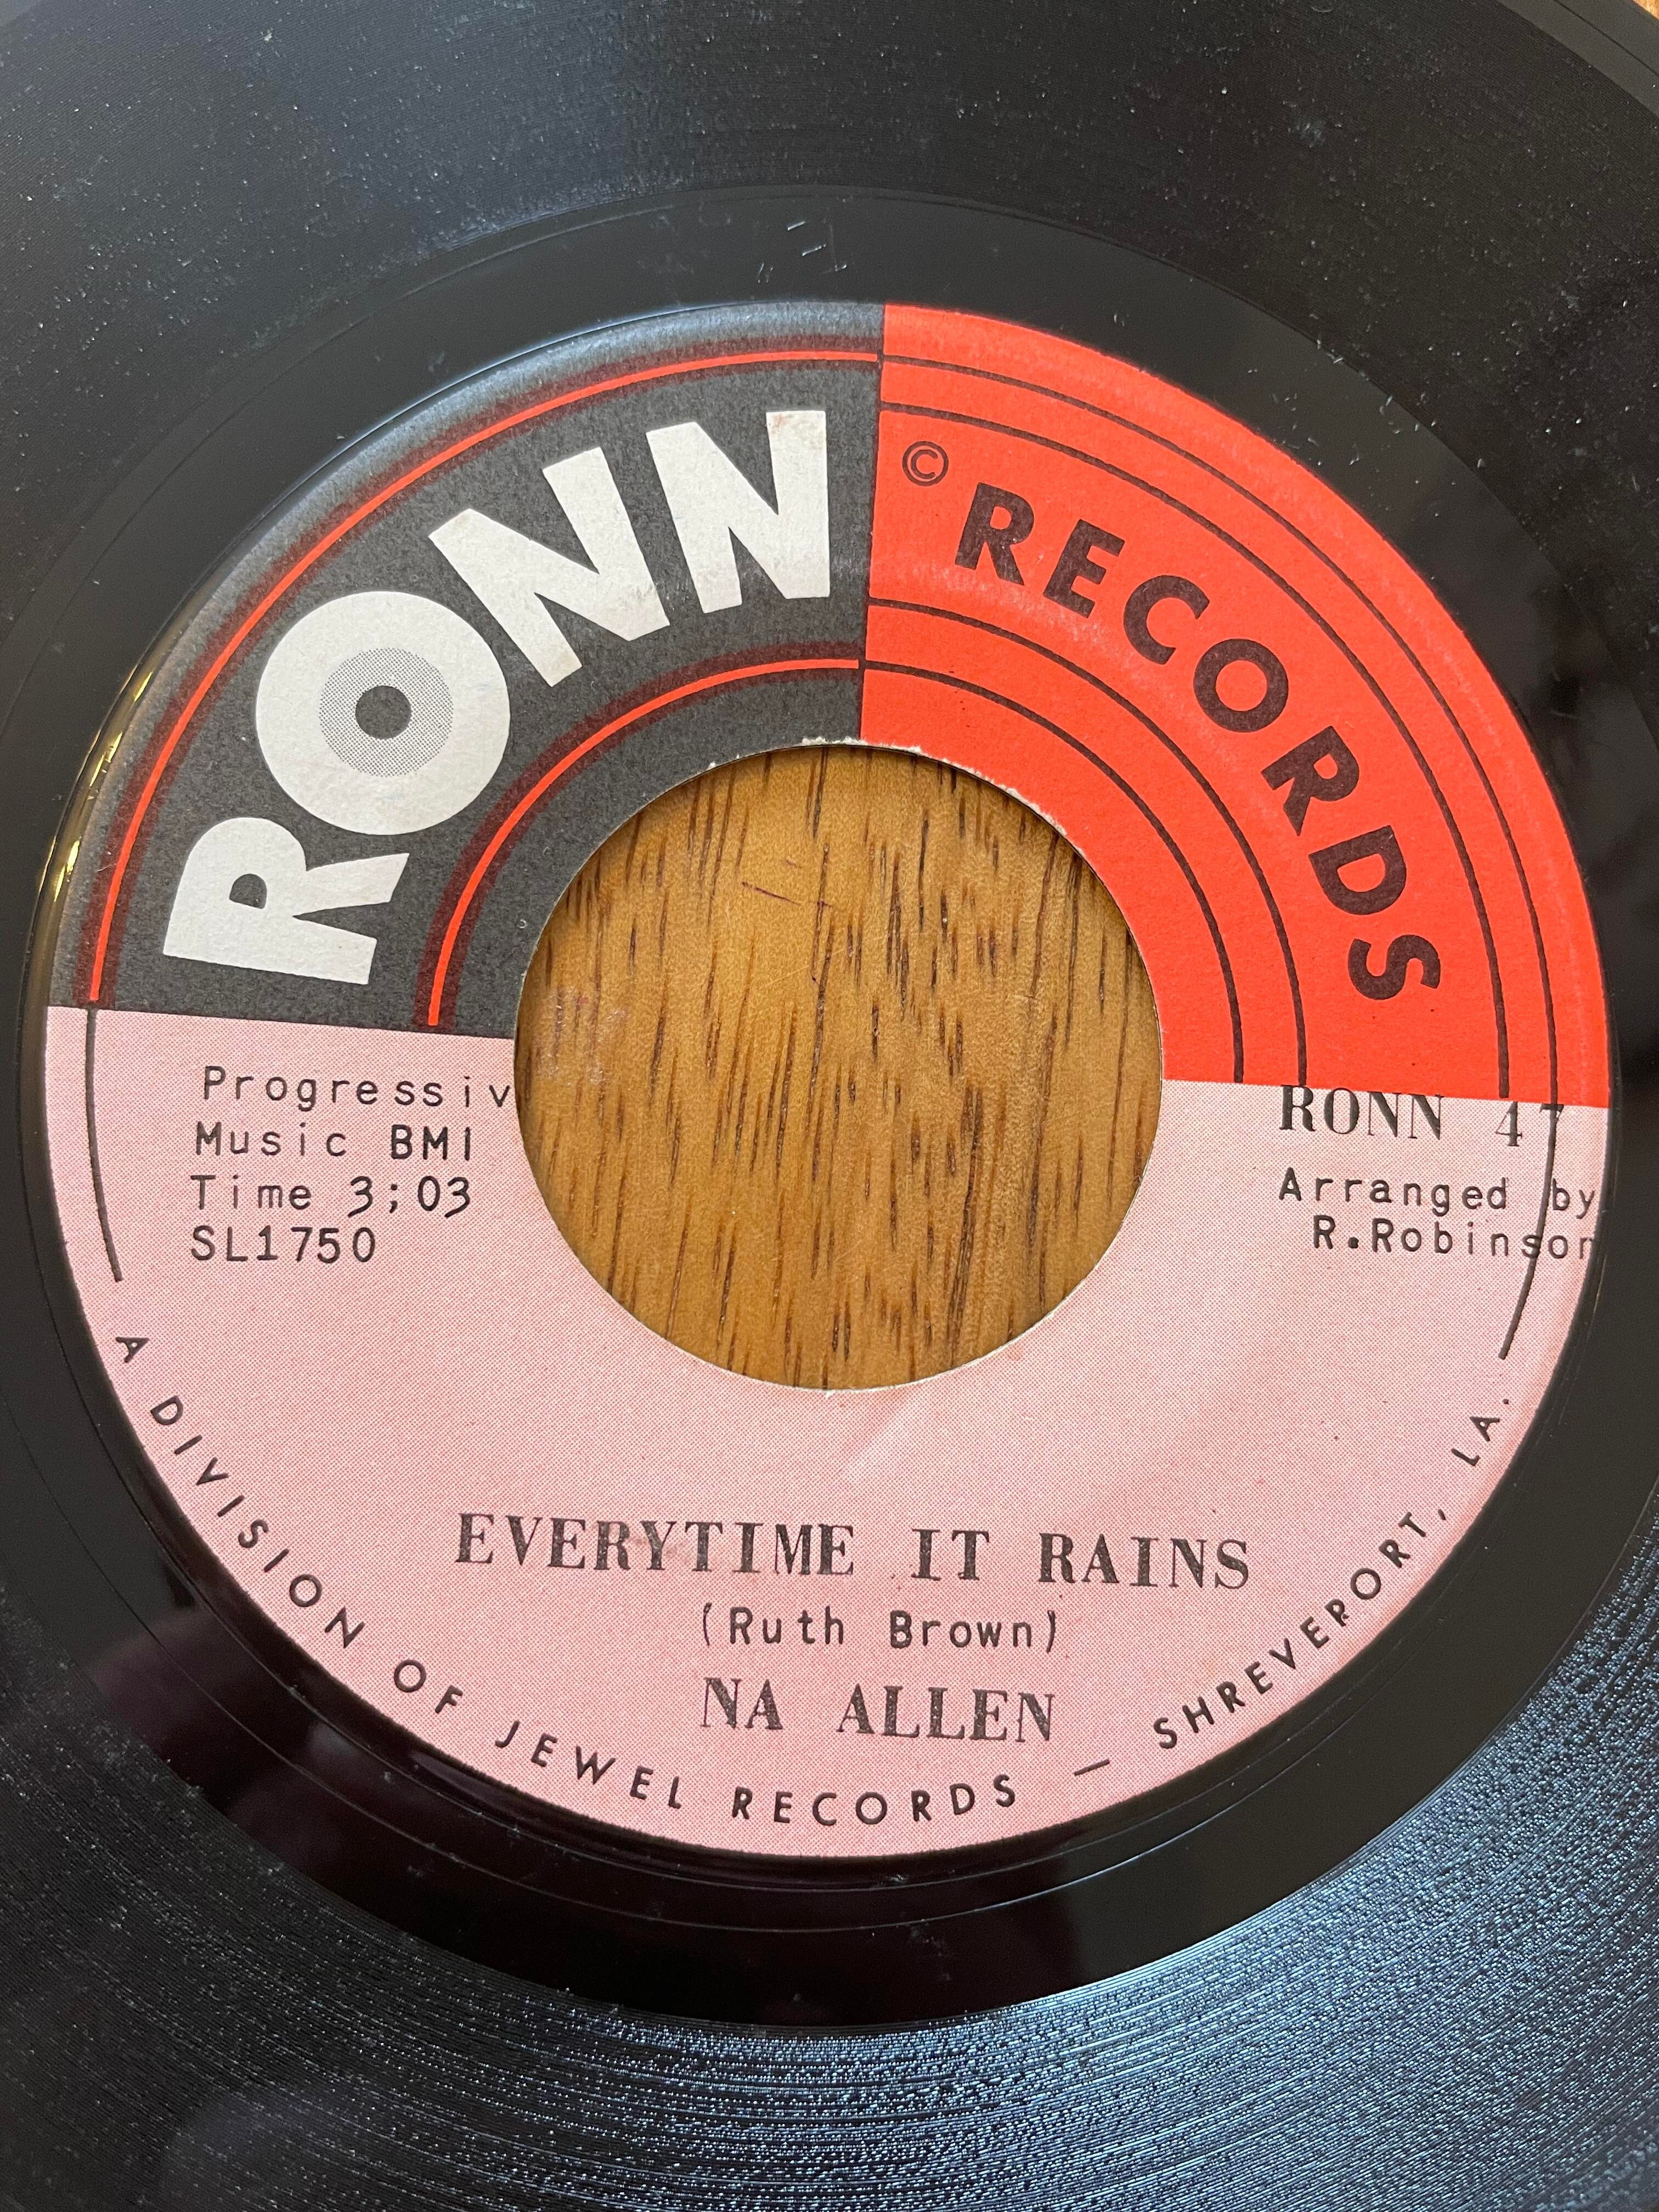 RONN
© RECORDS
Progressiv
Music BMI
Time 3;03
SL1750
RONN 47
Arranged by
R.Robinson
EVERYTIME IT RAINS
(Ruth Brown)
NA ALLEN
A DIVISION OF JEWEL RECORDS — SHREVEPORT, LA.